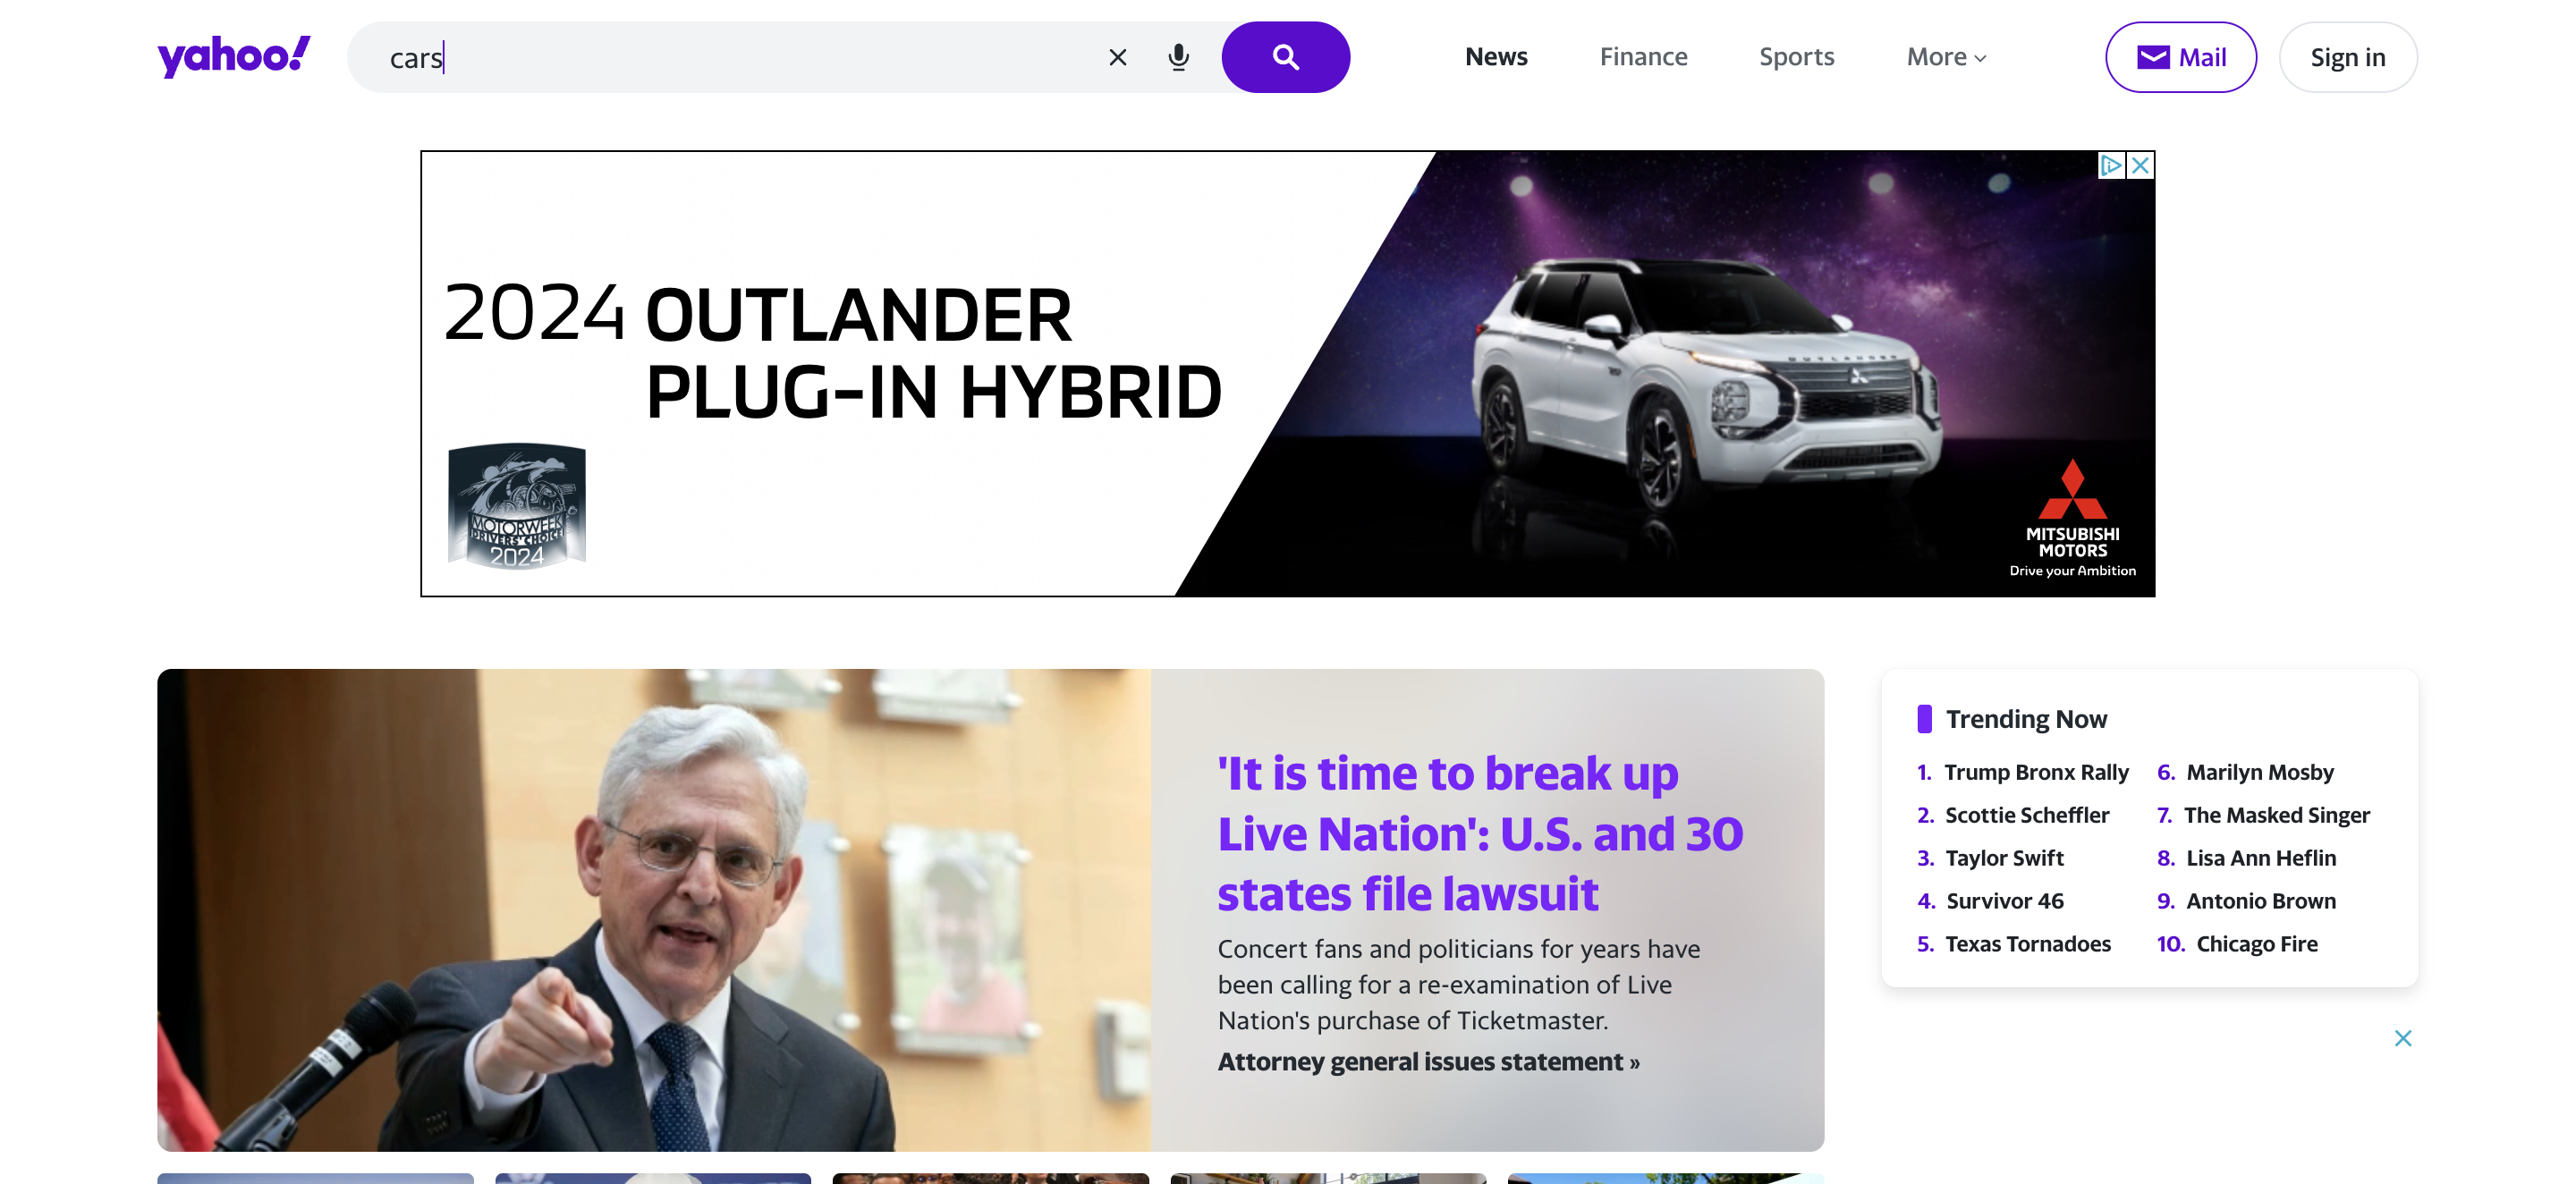 yahoo!
cars
News
Finance
Sports
More
Mail
Sign in
2024 OUTLANDER
PLUG-IN HYBRID
MOTORWEEK
DRIVERS' CHOICE
2024
OUTLANDER
MITSUBISHI
MOTORS
Drive your Ambition
'It is time to break up
Live Nation': U.S. and 30
states file lawsuit
Concert fans and politicians for years have
been calling for a re-examination of Live
Nation's purchase of Ticketmaster.
Attorney general issues statement »
Trending Now
1. Trump Bronx Rally
2. Scottie Scheffler
3. Taylor Swift
4. Survivor 46
5. Texas Tornadoes
6. Marilyn Mosby
7. The Masked Singer
8. Lisa Ann Heflin
9. Antonio Brown
10. Chicago Fire